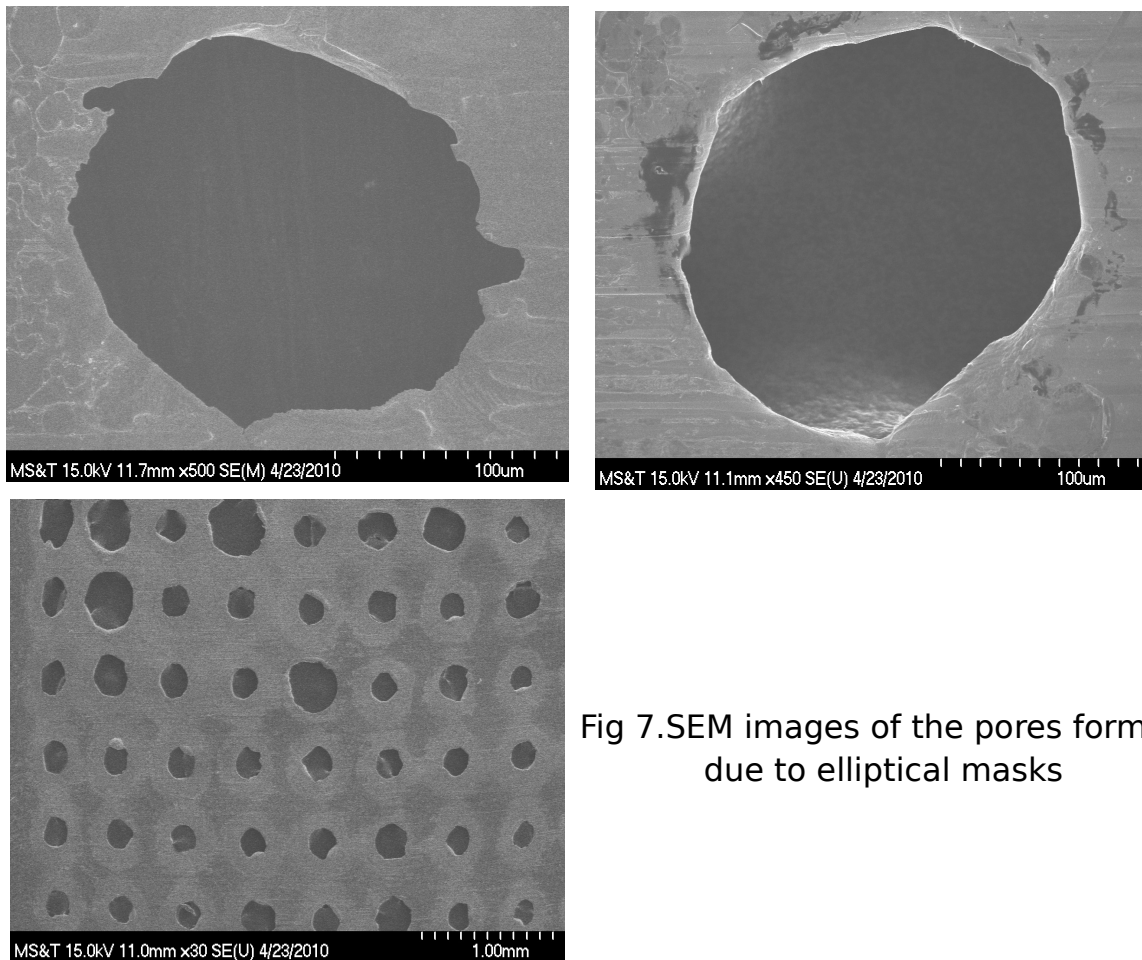 MS&T 15.0kV 11.7mm x500 SE(M) 4/23/2010 100um
MS&T 15.0kV 11.1mm x450 SE(U) 4/23/2010 100um
MS&T 15.0kV 11.0mm x30 SE(U) 4/23/2010 1.00mm
Fig 7.SEM images of the pores form
due to elliptical masks